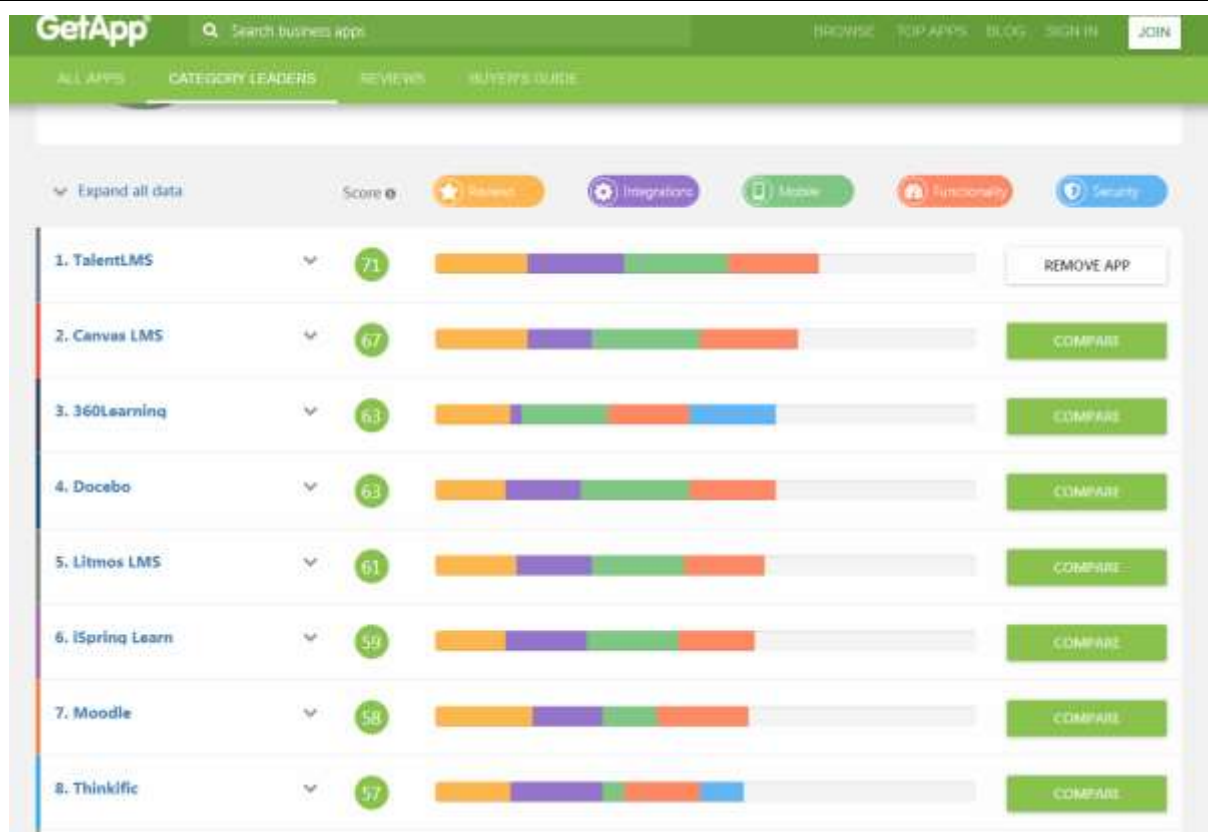 GetApp
Search business apps
BROWSE TOP APPS BLOG SIGN IN JOIN
ALL APPS CATEGORY LEADERS REVIEWS BUYER'S GUIDE
Expand all data Score Reviews Integrations Mobile Functionality Security
1. TalentLMS 71 REMOVE APP
2. Canvas LMS 67 COMPARE
3. 360Learning 63 COMPARE
4. Docebo 63 COMPARE
5. Litmos LMS 61 COMPARE
6. iSpring Learn 59 COMPARE
7. Moodle 58 COMPARE
8. Thinkific 57 COMPARE